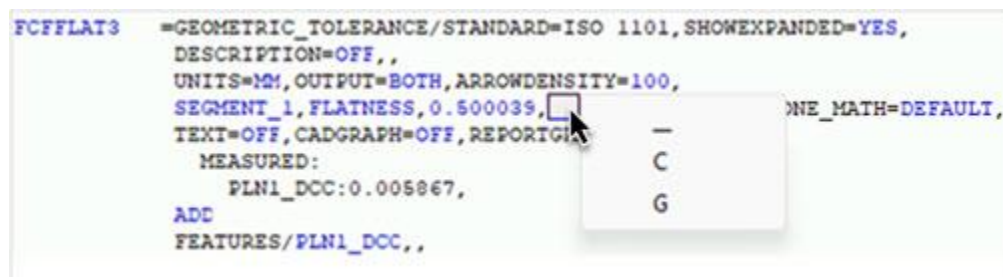 FCFFLAT3 =GEOMETRIC_TOLERANCE/STANDARD=ISO 1101,SHOWEXPANDED=YES,
DESCRIPTION=OFF,,
UNITS=MM,OUTPUT=BOTH,ARROWDENSITY=100,
SEGMENT_1,FLATNESS,0.500039,__ ONE_MATH=DEFAULT,
TEXT=OFF,CADGRAPH=OFF,REPORTG
MEASURED:
PLN1_DCC:0.005867,
ADD
FEATURES/PLN1_DCC,,
_
C
G